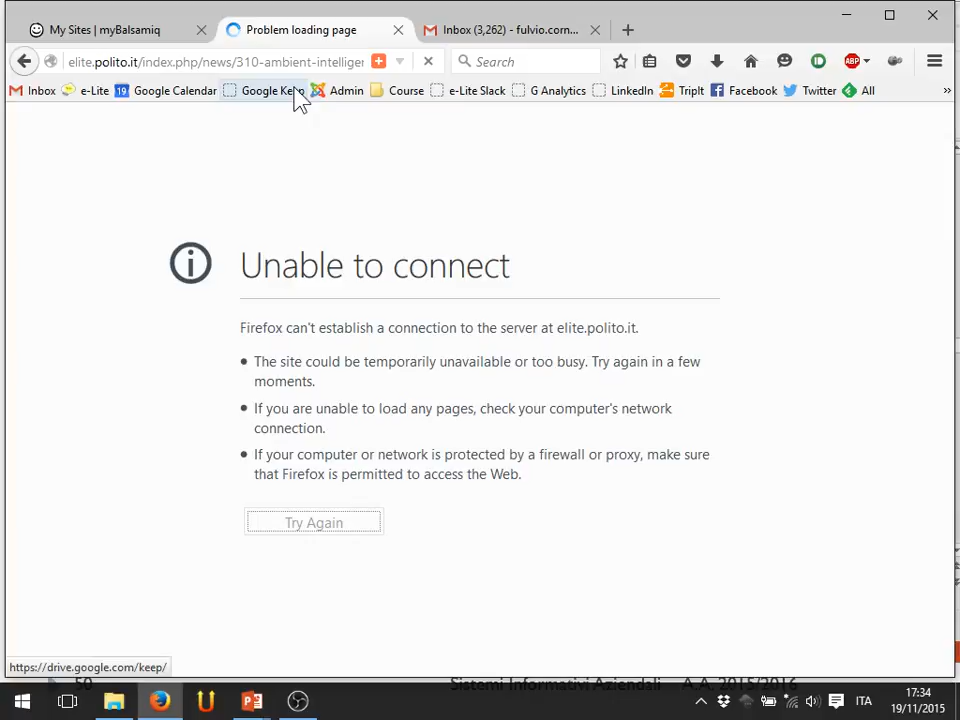 My Sites | myBalsamiq
Problem loading page
Inbox (3,262) - fulvio.corn...
elite.polito.it/index.php/news/310-ambient-intelliger
Search
Inbox
e-Lite
19
Google Calendar
Google Keep
Admin
Course
e-Lite Slack
G Analytics
LinkedIn
TripIt
Facebook
Twitter
All
»
ABP
Unable to connect
Firefox can't establish a connection to the server at elite.polito.it.
The site could be temporarily unavailable or too busy. Try again in a few
moments.
If you are unable to load any pages, check your computer's network
connection.
If your computer or network is protected by a firewall or proxy, make sure
that Firefox is permitted to access the Web.
Try Again
https://drive.google.com/keep/
50
Sistemi Informativi Aziendali
A.A. 2015/2016
ITA
17:34
19/11/2015